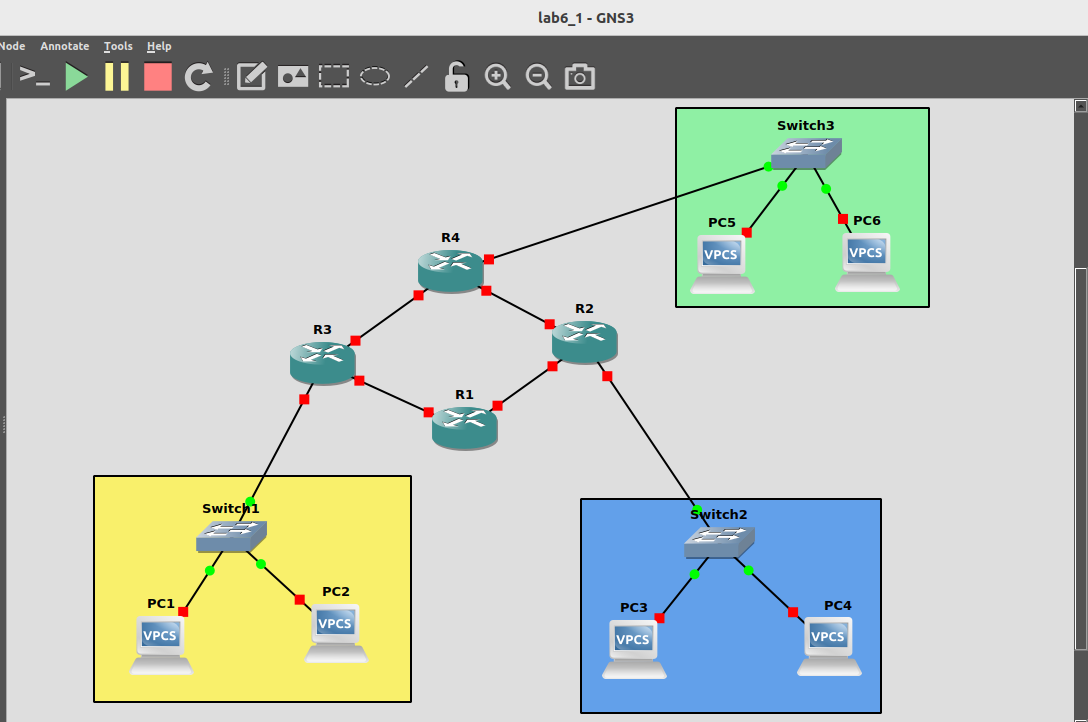 lab6_1 - GNS3
Node Annotate Tools Help
Switch3
PC5
PC6
VPCS
VPCS
R4
R2
R3
R1
Switch1
Switch2
PC1
PC2
VPCS
VPCS
PC3
PC4
VPCS
VPCS